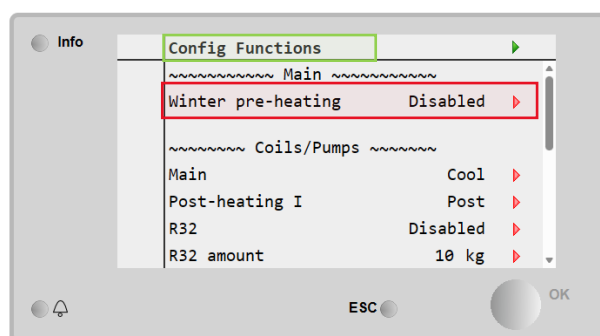 Info
Config Functions
~~~~~~~~~~~ Main ~~~~~~~~~~~
Winter pre-heating Disabled
~~~~~~~~ Coils/Pumps ~~~~~~~
Main Cool
Post-heating I Post
R32 Disabled
R32 amount 10 kg
OK
ESC